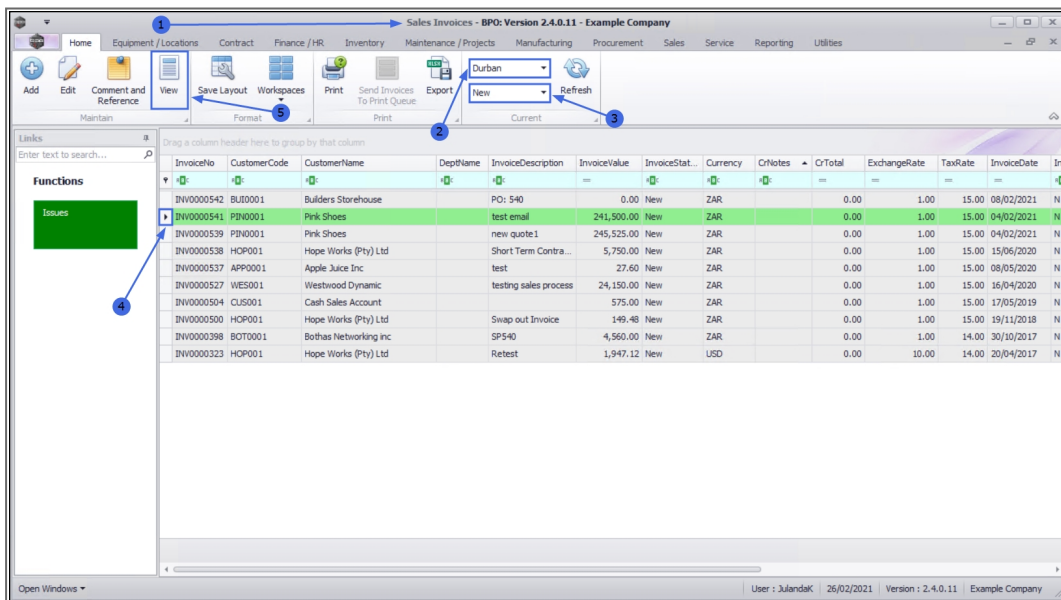 1
Sales Invoices - BPO: Version 2.4.0.11 - Example Company
Home Equipment / Locations Contract Finance / HR Inventory Maintenance / Projects Manufacturing Procurement Sales Service Reporting Utilities
Add Edit Comment and Reference View Save Layout Workspaces Print Send Invoices To Print Queue Export Durban Refresh
New
5
2
3
Maintain Format Print Current
Links
Enter text to search...
Functions
Issues
4
Drag a column header here to group by that column
InvoiceNo CustomerCode CustomerName DeptName InvoiceDescription InvoiceValue InvoiceStat... Currency CrNotes CrTotal ExchangeRate TaxRate InvoiceDate In
INV0000542 BUI0001 Builders Storehouse PO: 540 0.00 New ZAR 0.00 1.00 15.00 08/02/2021 N
INV0000541 PIN0001 Pink Shoes test email 241,500.00 New ZAR 0.00 1.00 15.00 04/02/2021 N
INV0000539 PIN0001 Pink Shoes new quote1 245,525.00 New ZAR 0.00 1.00 15.00 04/02/2021 N
INV0000538 HOP001 Hope Works (Pty) Ltd Short Term Contra... 5,750.00 New ZAR 0.00 1.00 15.00 15/06/2020 N
INV0000537 APP0001 Apple Juice Inc test 27.60 New ZAR 0.00 1.00 15.00 08/05/2020 N
INV0000527 WES001 Westwood Dynamic testing sales process 24,150.00 New ZAR 0.00 1.00 15.00 16/04/2020 N
INV0000504 CUS001 Cash Sales Account 575.00 New ZAR 0.00 1.00 15.00 17/05/2019 N
INV0000500 HOP001 Hope Works (Pty) Ltd Swap out Invoice 149.48 New ZAR 0.00 1.00 15.00 19/11/2018 N
INV0000398 BOT0001 Bothas Networking inc SP540 4,560.00 New ZAR 0.00 1.00 14.00 30/10/2017 N
INV0000323 HOP001 Hope Works (Pty) Ltd Retest 1,947.12 New USD 0.00 10.00 14.00 20/04/2017 N
Open Windows User : JulandaK 26/02/2021 Version : 2.4.0.11 Example Company